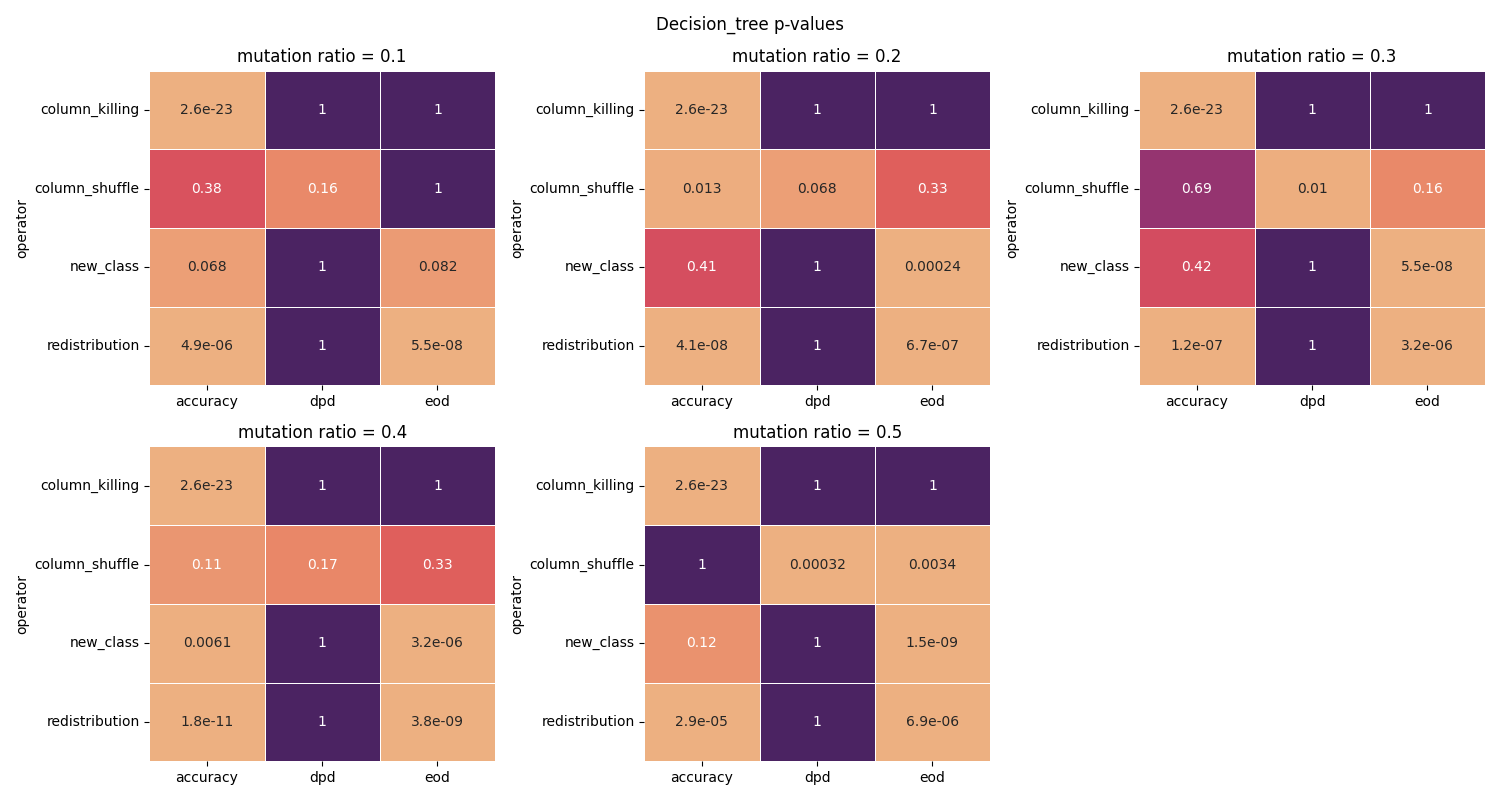 Decision_tree p-values
mutation ratio = 0.1
operator
column_killing 2.6e-23 1 1
column_shuffle 0.38 0.16 1
new_class 0.068 1 0.082
redistribution 4.9e-06 1 5.5e-08
accuracy dpd eod
mutation ratio = 0.2
operator
column_killing 2.6e-23 1 1
column_shuffle 0.013 0.068 0.33
new_class 0.41 1 0.00024
redistribution 4.1e-08 1 6.7e-07
accuracy dpd eod
mutation ratio = 0.3
operator
column_killing 2.6e-23 1 1
column_shuffle 0.69 0.01 0.16
new_class 0.42 1 5.5e-08
redistribution 1.2e-07 1 3.2e-06
accuracy dpd eod
mutation ratio = 0.4
operator
column_killing 2.6e-23 1 1
column_shuffle 0.11 0.17 0.33
new_class 0.0061 1 3.2e-06
redistribution 1.8e-11 1 3.8e-09
accuracy dpd eod
mutation ratio = 0.5
operator
column_killing 2.6e-23 1 1
column_shuffle 1 0.00032 0.0034
new_class 0.12 1 1.5e-09
redistribution 2.9e-05 1 6.9e-06
accuracy dpd eod